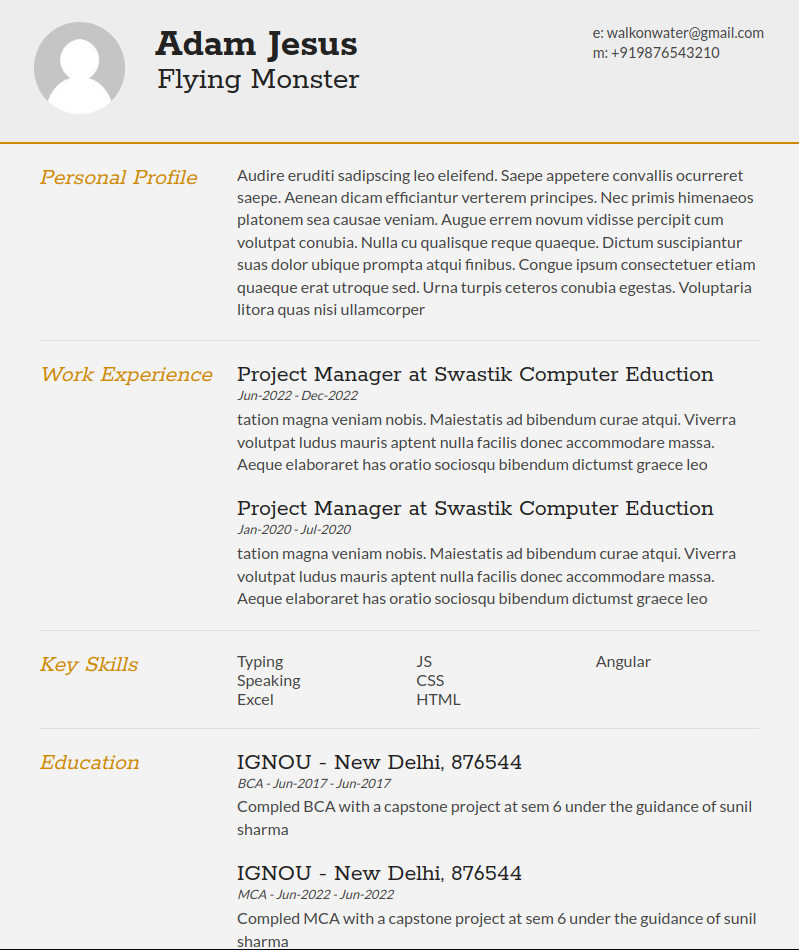 Adam Jesus
Flying Monster
e: walkonwater@gmail.com
m: +919876543210
Personal Profile
Audire eruditi sadipscing leo eleifend. Saepe appetere convallis ocurreret
saepe. Aenean dicam efficiantur verterem principes. Nec primis himenaeos
platonem sea causae veniam. Augue errem novum vidisse percipit cum
volutpat conubia. Nulla cu qualisque reque quaeque. Dictum suscipiantur
suas dolor ubique prompta atqui finibus. Congue ipsum consectetuer etiam
quaeque erat utroque sed. Urna turpis ceteros conubia egestas. Voluptaria
litora quas nisi ullamcorper
Work Experience
Project Manager at Swastik Computer Eduction
Jun-2022 - Dec-2022
tation magna veniam nobis. Maiestatis ad bibendum curae atqui. Viverra
volutpat ludus mauris aptent nulla facilis donec accommodare massa.
Aeque elaboraret has oratio sociosqu bibendum dictumst graece leo
Project Manager at Swastik Computer Eduction
Jan-2020 - Jul-2020
tation magna veniam nobis. Maiestatis ad bibendum curae atqui. Viverra
volutpat ludus mauris aptent nulla facilis donec accommodare massa.
Aeque elaboraret has oratio sociosqu bibendum dictumst graece leo
Key Skills
Typing
Speaking
Excel
JS
CSS
HTML
Angular
Education
IGNOU - New Delhi, 876544
BCA - Jun-2017 - Jun-2017
Compled BCA with a capstone project at sem 6 under the guidance of sunil
sharma
IGNOU - New Delhi, 876544
MCA - Jun-2022 - Jun-2022
Compled MCA with a capstone project at sem 6 under the guidance of sunil
sharma